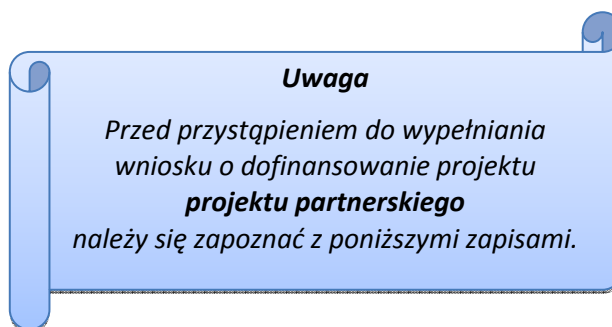 Uwaga
Przed przystąpieniem do wypełniania
wniosku o dofinansowanie projektu
projektu partnerskiego
należy się zapoznać z poniższymi zapisami.